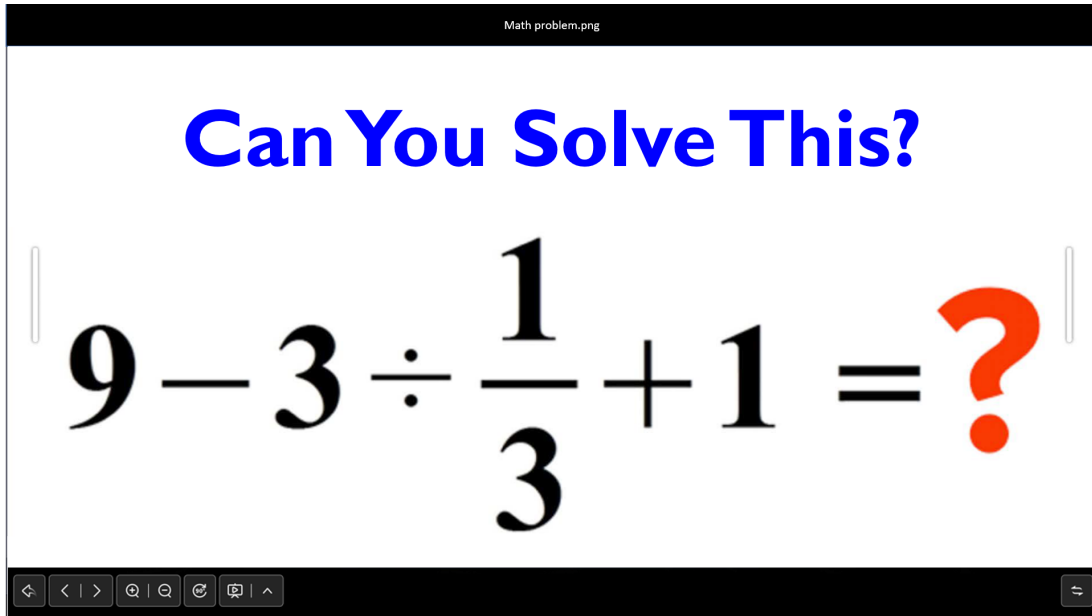 Math problem.png
Can You Solve This?
9 − 3 ÷ 1/3 + 1 = ?